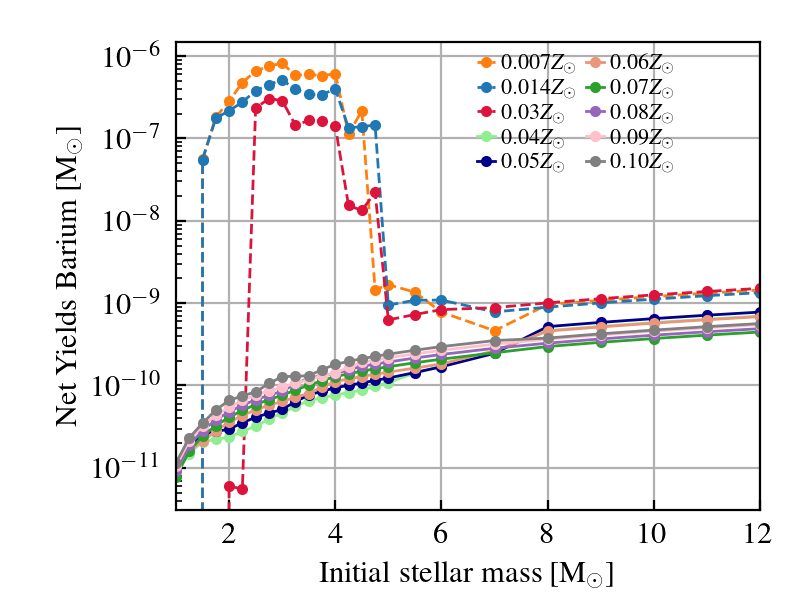 10⁻⁶
10⁻⁷
10⁻⁸
10⁻⁹
10⁻¹⁰
10⁻¹¹
Net Yields Barium [M☉]
0.007Z☉
0.014Z☉
0.03Z☉
0.04Z☉
0.05Z☉
0.06Z☉
0.07Z☉
0.08Z☉
0.09Z☉
0.10Z☉
2 4 6 8 10 12
Initial stellar mass [M☉]